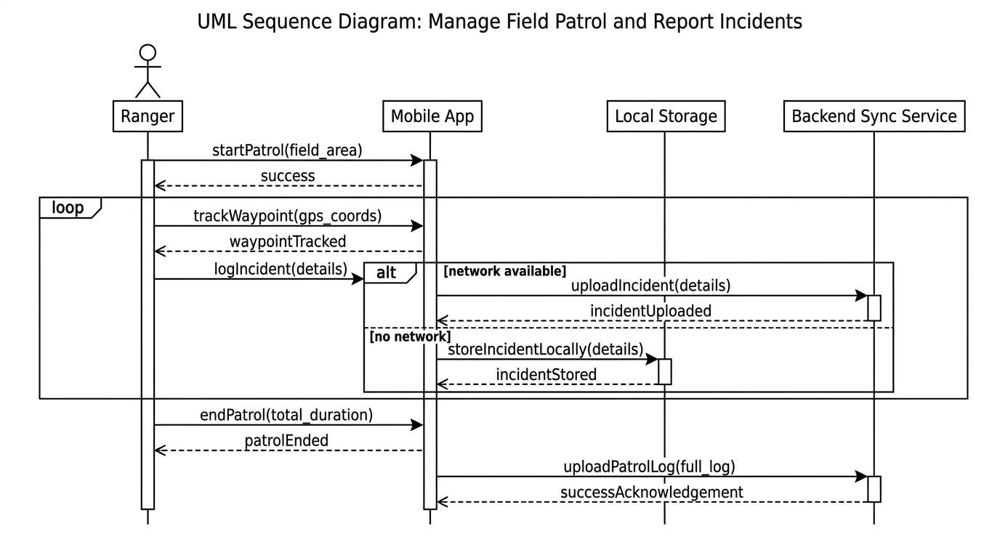 UML Sequence Diagram: Manage Field Patrol and Report Incidents
Ranger
Mobile App
Local Storage
Backend Sync Service
startPatrol(field_area)
success
loop
trackWaypoint(gps_coords)
waypointTracked
logIncident(details)
alt
[network available]
uploadIncident(details)
incidentUploaded
[no network]
storeIncidentLocally(details)
incidentStored
endPatrol(total_duration)
patrolEnded
uploadPatrolLog(full_log)
successAcknowledgement